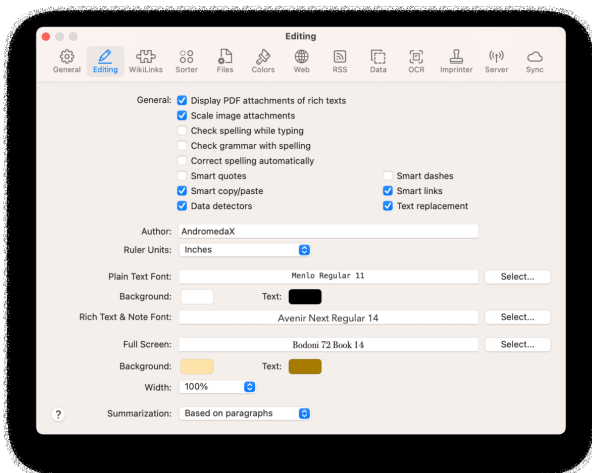 Editing
General Editing WikiLinks Sorter Files Colors Web RSS Data OCR Imprinter Server Sync
General: Display PDF attachments of rich texts
Scale image attachments
Check spelling while typing
Check grammar with spelling
Correct spelling automatically
Smart quotes Smart dashes
Smart copy/paste Smart links
Data detectors Text replacement
Author: AndromedaX
Ruler Units: Inches
Plain Text Font: Menlo Regular 11 Select...
Background: Text:
Rich Text & Note Font: Avenir Next Regular 14 Select...
Full Screen: Bodoni 72 Book 14 Select...
Background: Text:
Width: 100%
? Summarization: Based on paragraphs